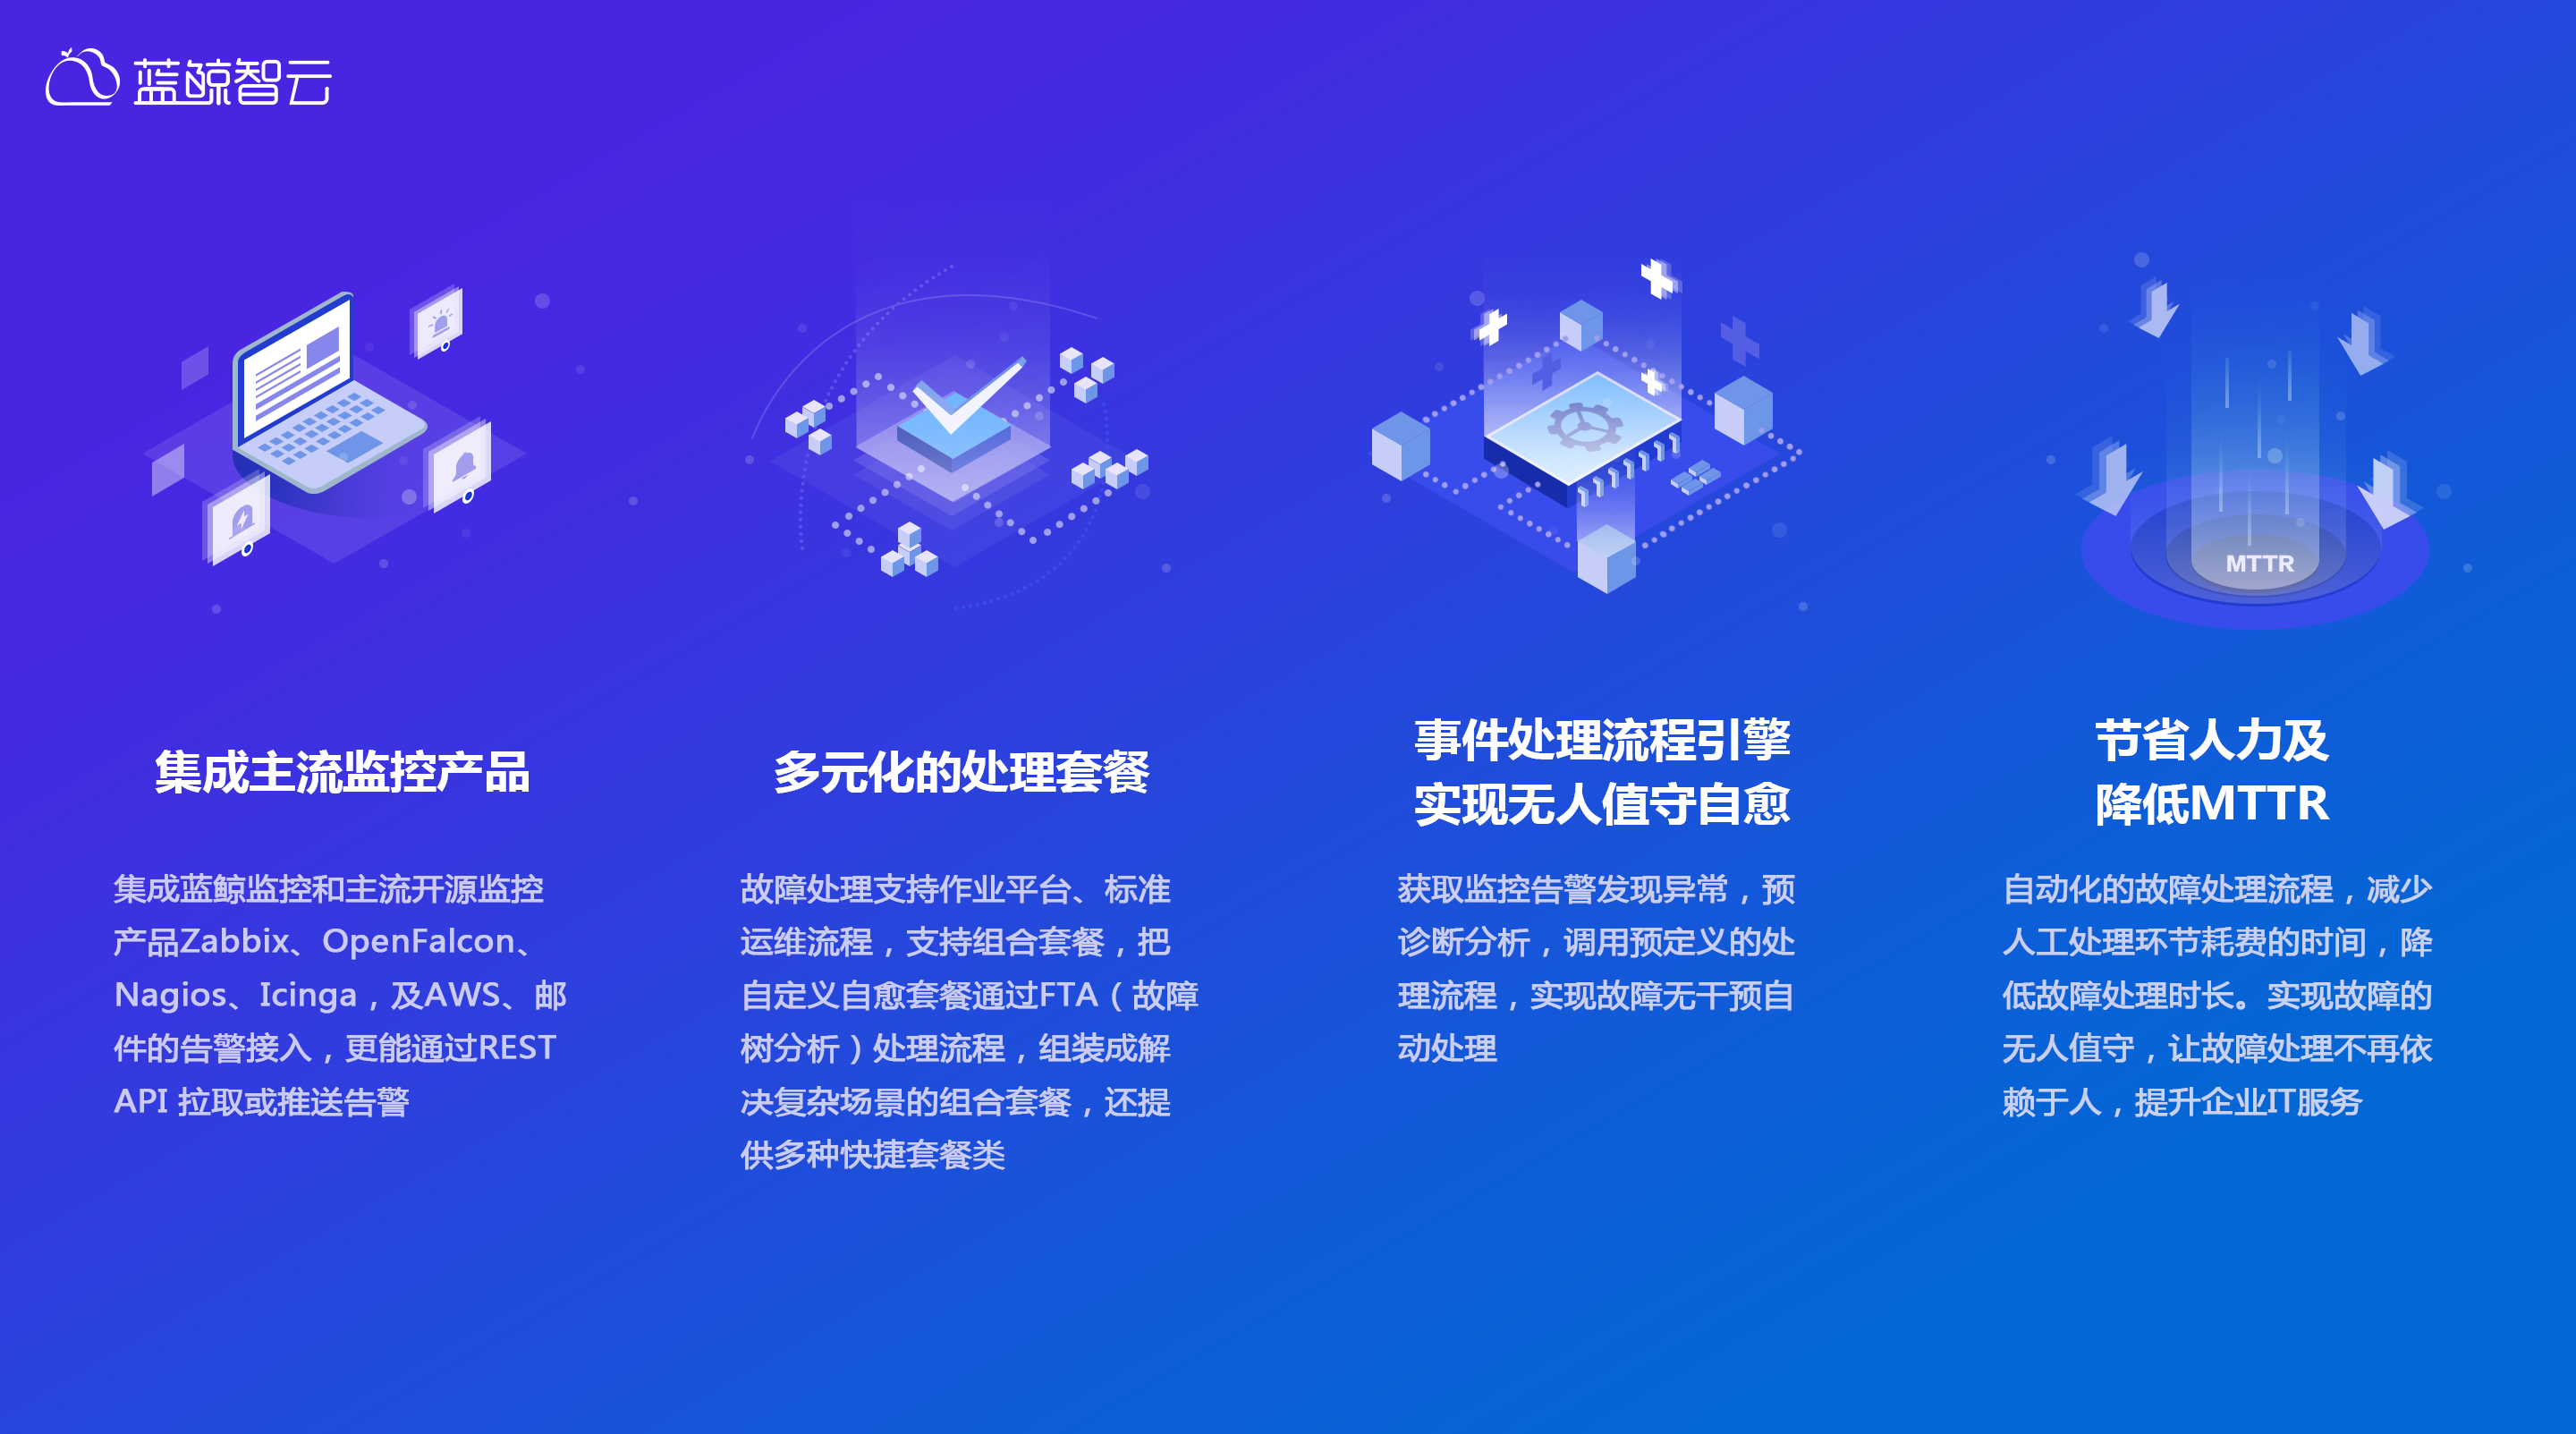 蓝鲸智云
MTTR
集成主流监控产品
集成蓝鲸监控和主流开源监控
产品Zabbix、OpenFalcon、
Nagios、Icinga，及AWS、邮
件的告警接入，更能通过REST
API 拉取或推送告警
多元化的处理套餐
故障处理支持作业平台、标准
运维流程，支持组合套餐，把
自定义自愈套餐通过FTA（故障
树分析）处理流程，组装成解
决复杂场景的组合套餐，还提
供多种快捷套餐类
事件处理流程引擎
实现无人值守自愈
获取监控告警发现异常，预
诊断分析，调用预定义的处
理流程，实现故障无干预自
动处理
节省人力及
降低MTTR
自动化的故障处理流程，减少
人工处理环节耗费的时间，降
低故障处理时长。实现故障的
无人值守，让故障处理不再依
赖于人，提升企业IT服务